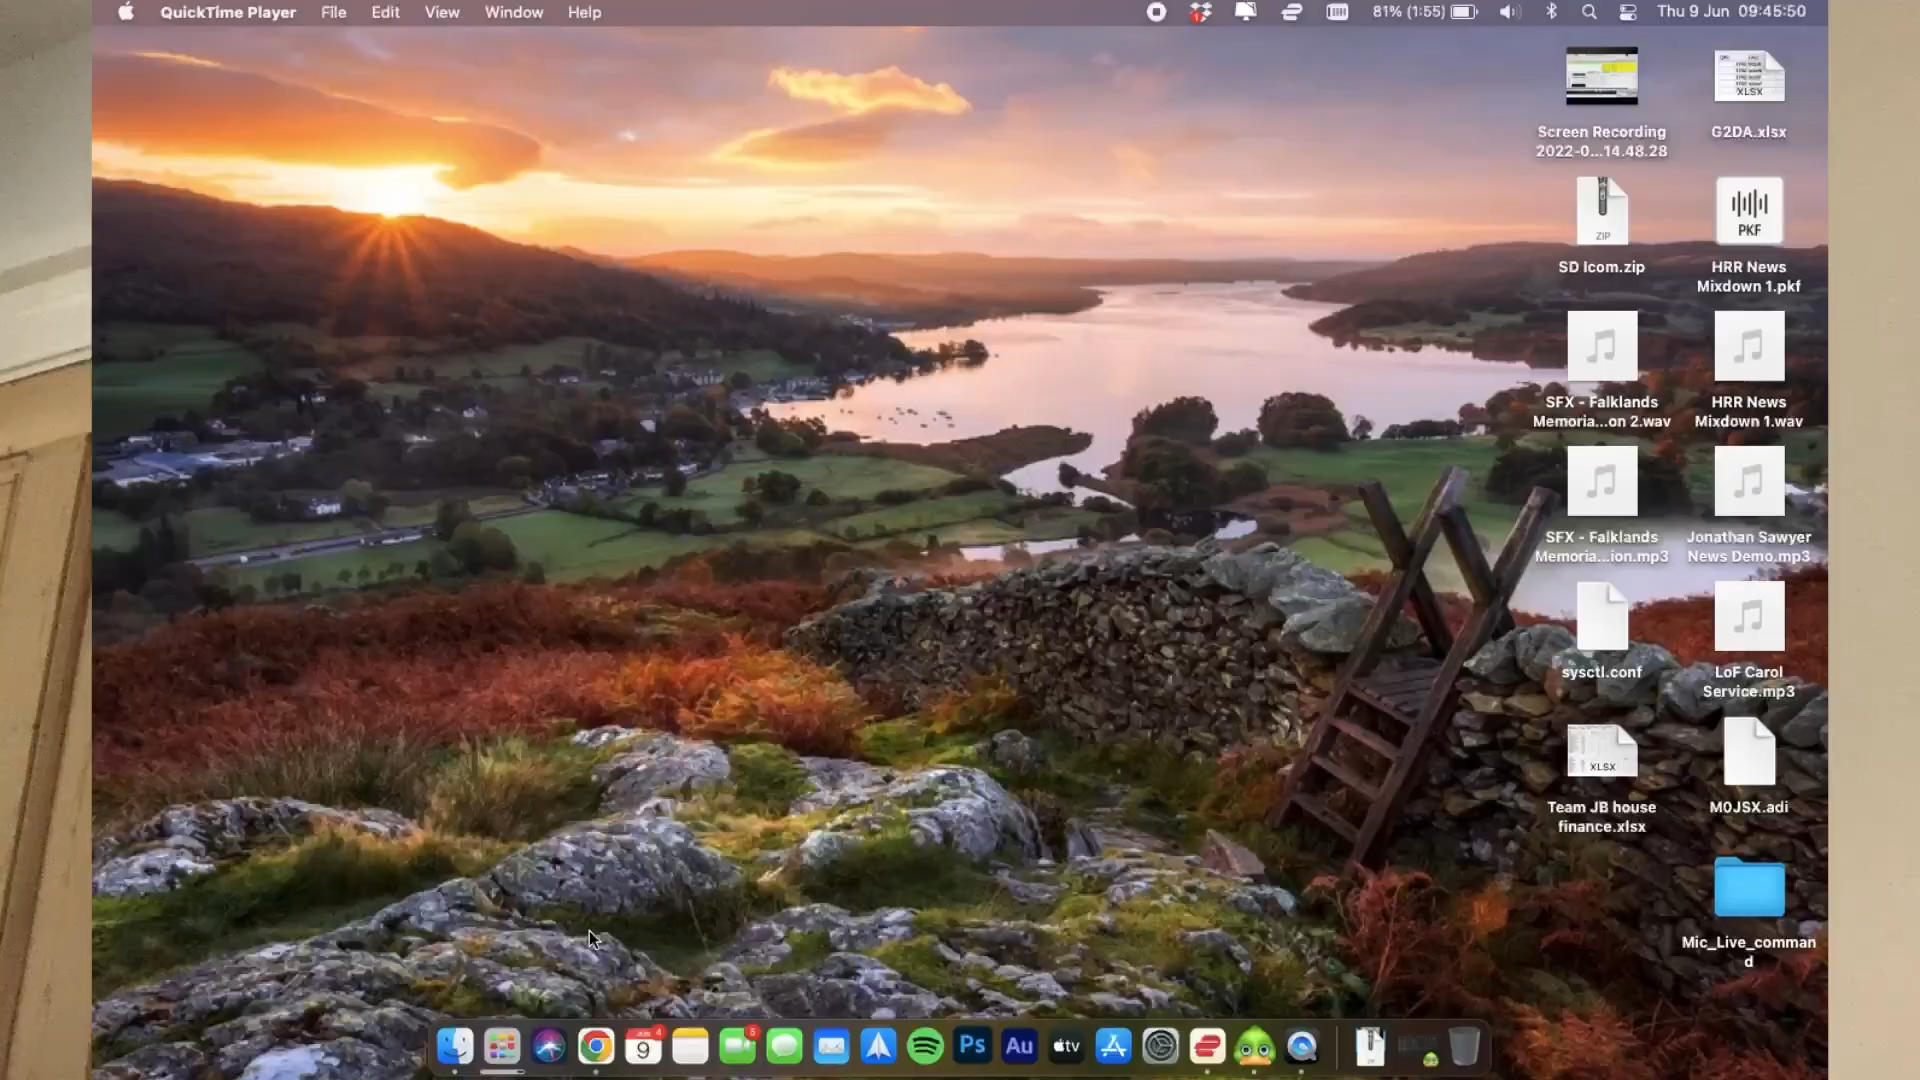 QuickTime Player File Edit View Window Help 81% (1:55) Thu 9 Jun 09:45:50
Screen Recording
2022-0...14.48.28
XLSX
G2DA.xlsx
ZIP
SD Icom.zip
PKF
HRR News
Mixdown 1.pkf
SFX - Falklands
Memoria...on 2.wav
HRR News
Mixdown 1.wav
SFX - Falklands
Memoria...ion.mp3
Jonathan Sawyer
News Demo.mp3
sysctl.conf
LoF Carol
Service.mp3
XLSX
Team JB house
finance.xlsx
M0JSX.adi
Mic_Live_comman
d
JUN 4
9
Ps Au tv